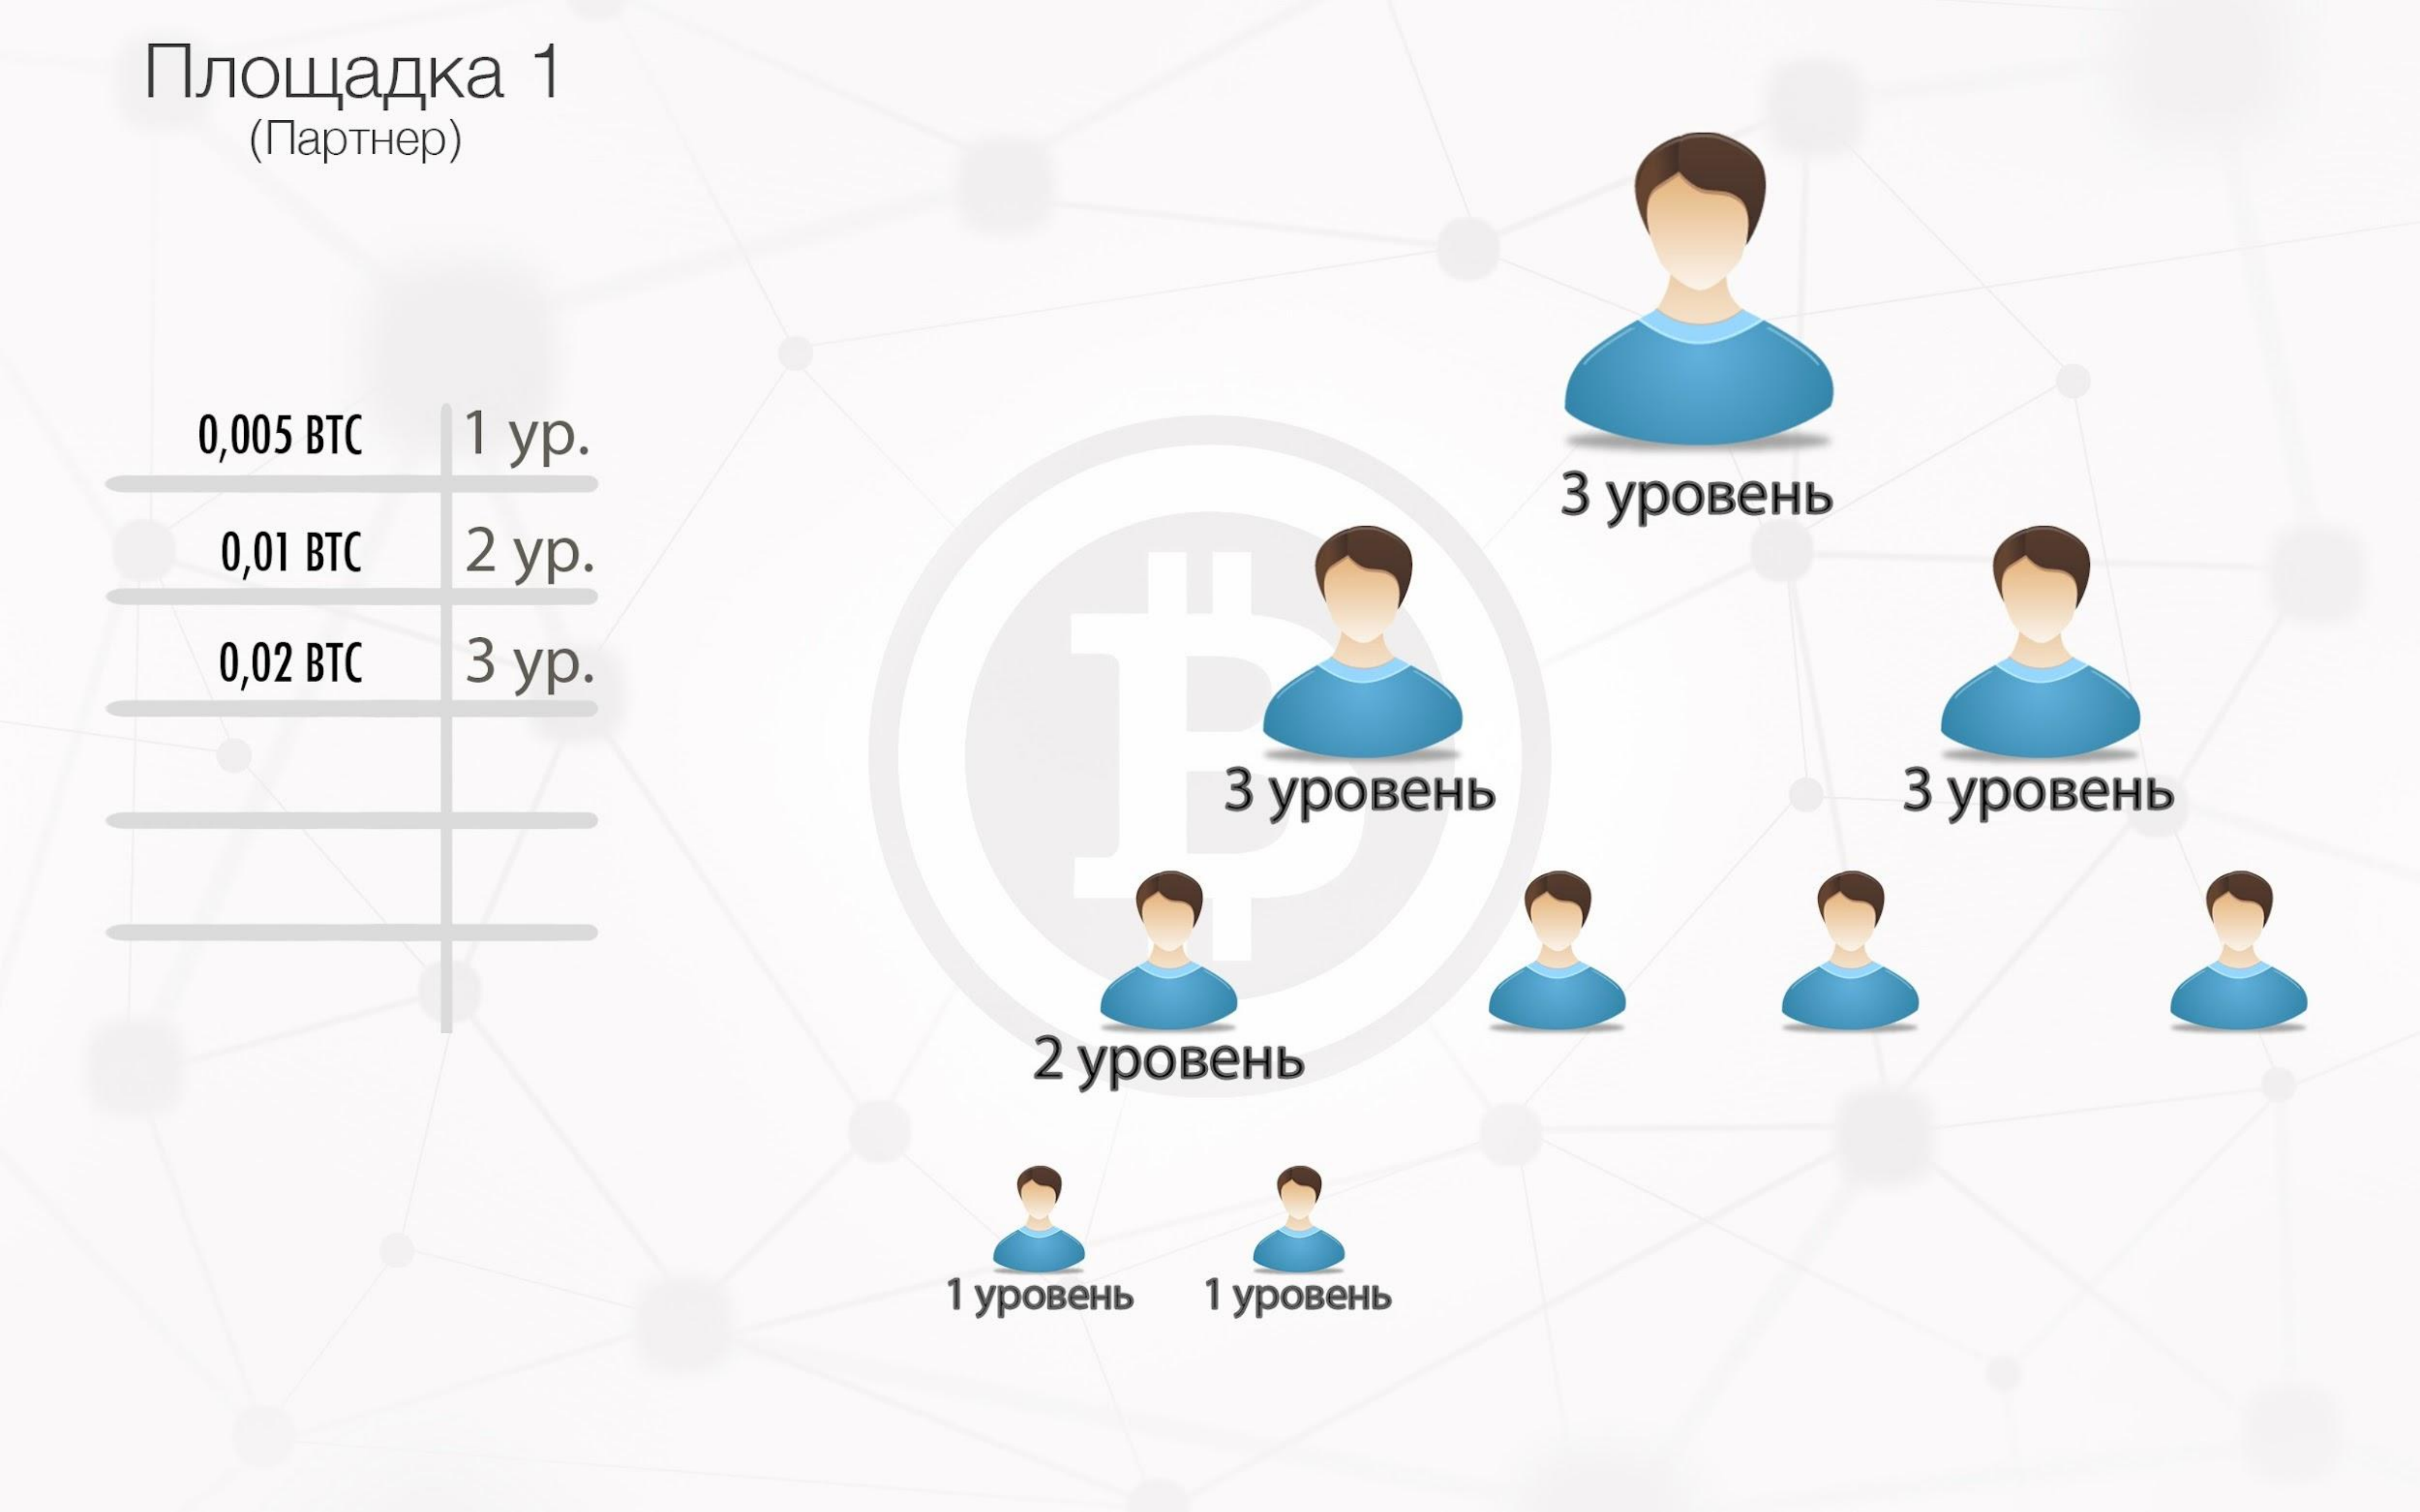 Площадка 1
(Партнер)
0,005 BTC 1 ур.
0,01 BTC 2 ур.
0,02 BTC 3 ур.
3 уровень
3 уровень 3 уровень
2 уровень
1 уровень 1 уровень